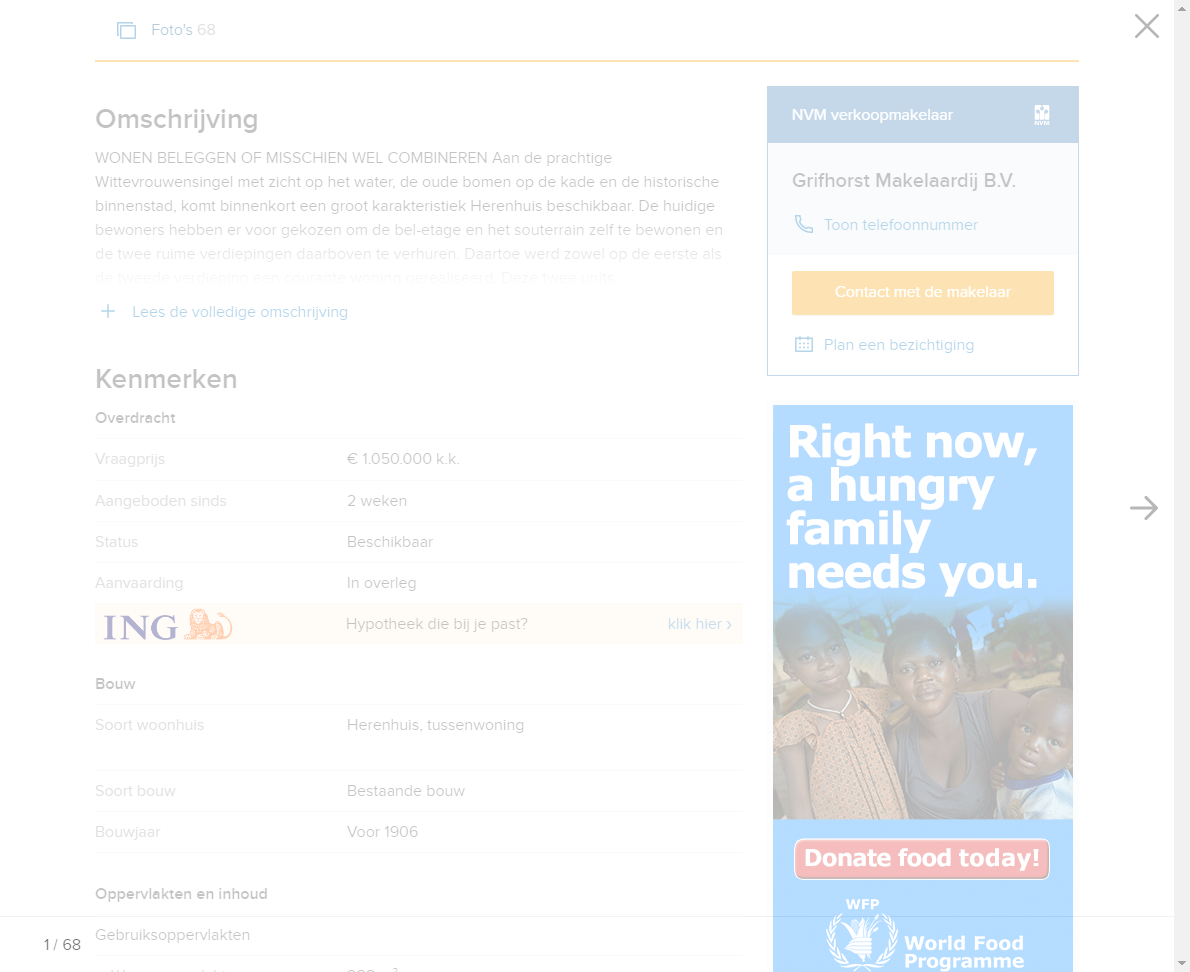 Foto's 68
Omschrijving
WONEN BELEGGEN OF MISSCHIEN WEL COMBINEREN Aan de prachtige
Wittevrouwensingel met zicht op het water, de oude bomen op de kade en de historische
binnenstad, komt binnenkort een groot karakteristiek Herenhuis beschikbaar. De huidige
bewoners hebben er voor gekozen om de bel-etage en het souterrain zelf te bewonen en
de twee ruime verdiepingen daarboven te verhuren. Daartoe werd zowel op de eerste als
de tweede verdieping een courante woning gerealiseerd. Deze twee units
Lees de volledige omschrijving
Kenmerken
Overdracht
Vraagprijs € 1.050.000 k.k.
Aangeboden sinds 2 weken
Status Beschikbaar
Aanvaarding In overleg
ING Hypotheek die bij je past? klik hier ›
Bouw
Soort woonhuis Herenhuis, tussenwoning
Soort bouw Bestaande bouw
Bouwjaar Voor 1906
Oppervlakten en inhoud
Gebruiksoppervlakten
1 / 68
NVM verkoopmakelaar
NVM
Grifhorst Makelaardij B.V.
Toon telefoonnummer
Contact met de makelaar
Plan een bezichtiging
Right now,
a hungry
family
needs you.
Donate food today!
WFP
World Food
Programme